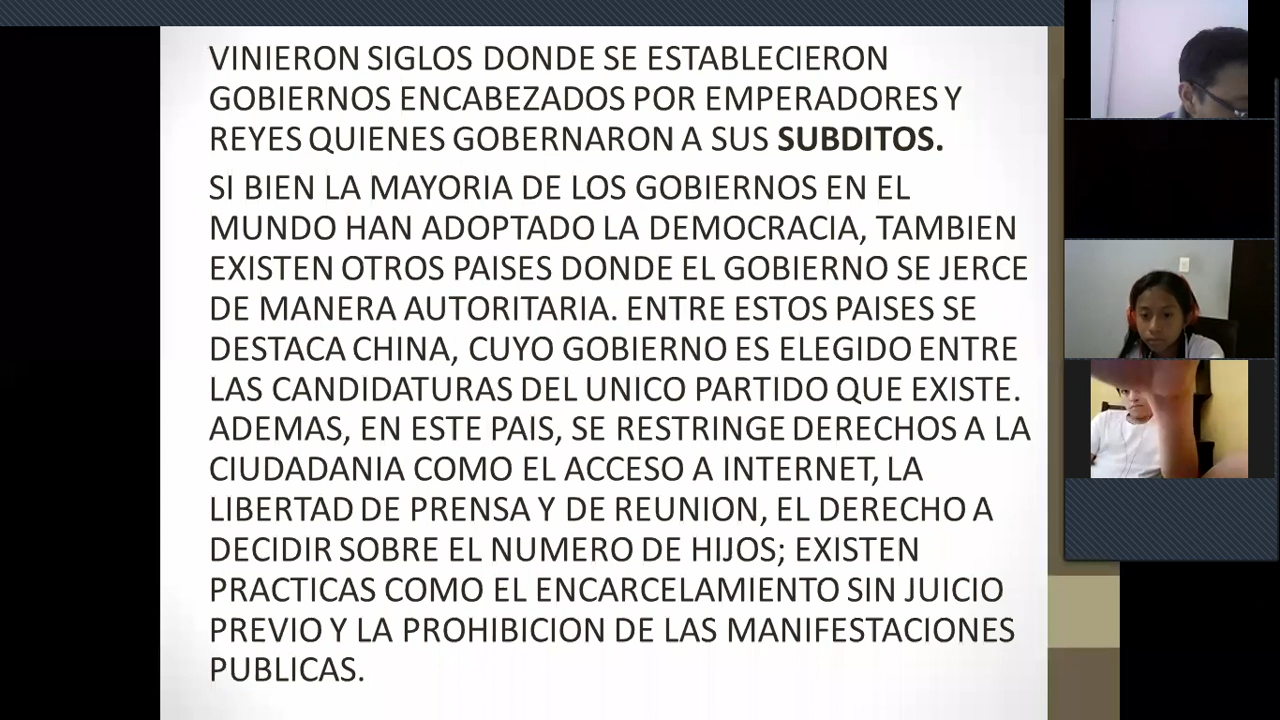 VINIERON SIGLOS DONDE SE ESTABLECIERON
GOBIERNOS ENCABEZADOS POR EMPERADORES Y
REYES QUIENES GOBERNARON A SUS SUBDITOS.
SI BIEN LA MAYORIA DE LOS GOBIERNOS EN EL
MUNDO HAN ADOPTADO LA DEMOCRACIA, TAMBIEN
EXISTEN OTROS PAISES DONDE EL GOBIERNO SE JERCE
DE MANERA AUTORITARIA. ENTRE ESTOS PAISES SE
DESTACA CHINA, CUYO GOBIERNO ES ELEGIDO ENTRE
LAS CANDIDATURAS DEL UNICO PARTIDO QUE EXISTE.
ADEMAS, EN ESTE PAIS, SE RESTRINGE DERECHOS A LA
CIUDADANIA COMO EL ACCESO A INTERNET, LA
LIBERTAD DE PRENSA Y DE REUNION, EL DERECHO A
DECIDIR SOBRE EL NUMERO DE HIJOS; EXISTEN
PRACTICAS COMO EL ENCARCELAMIENTO SIN JUICIO
PREVIO Y LA PROHIBICION DE LAS MANIFESTACIONES
PUBLICAS.